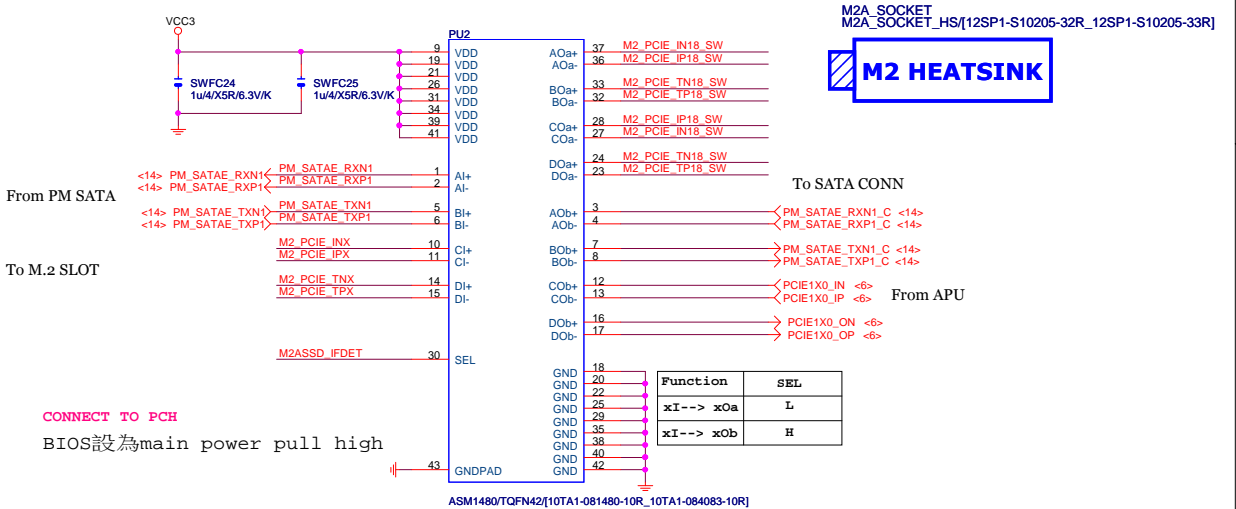 M2A_SOCKET
M2A_SOCKET_HS/[12SP1-S10205-32R_12SP1-S10205-33R]
M2 HEATSINK
VCC3
SWFC24
1u/4/X5R/6.3V/K
SWFC25
1u/4/X5R/6.3V/K
PU2
9 VDD
19 VDD
21 VDD
26 VDD
31 VDD
34 VDD
39 VDD
41 VDD
From PM SATA
<14> PM_SATAE_RXN1 PM_SATAE_RXN1 1 AI+
<14> PM_SATAE_RXP1 PM_SATAE_RXP1 2 AI-
<14> PM_SATAE_TXN1 PM_SATAE_TXN1 5 BI+
<14> PM_SATAE_TXP1 PM_SATAE_TXP1 6 BI-
To M.2 SLOT
M2_PCIE_INX 10 CI+
M2_PCIE_IPX 11 CI-
M2_PCIE_TNX 14 DI+
M2_PCIE_TPX 15 DI-
M2ASSD_IFDET 30 SEL
CONNECT TO PCH
BIOS設為main power pull high
43 GNDPAD
AOa+ 37 M2_PCIE_IN18_SW
AOa- 36 M2_PCIE_IP18_SW
BOa+ 33 M2_PCIE_TN18_SW
BOa- 32 M2_PCIE_TP18_SW
COa+ 28 M2_PCIE_IP18_SW
COa- 27 M2_PCIE_IN18_SW
DOa+ 24 M2_PCIE_TN18_SW
DOa- 23 M2_PCIE_TP18_SW
To SATA CONN
AOb+ 3 PM_SATAE_RXN1_C <14>
AOb- 4 PM_SATAE_RXP1_C <14>
BOb+ 7 PM_SATAE_TXN1_C <14>
BOb- 8 PM_SATAE_TXP1_C <14>
COb+ 12 PCIE1X0_IN <6>
COb- 13 PCIE1X0_IP <6>
From APU
DOb+ 16 PCIE1X0_ON <6>
DOb- 17 PCIE1X0_OP <6>
GND 18
GND 20
GND 22
GND 25
GND 29
GND 35
GND 38
GND 40
GND 42
Function SEL
xI--> xOa L
xI--> xOb H
ASM1480/TQFN42/[10TA1-081480-10R_10TA1-084083-10R]